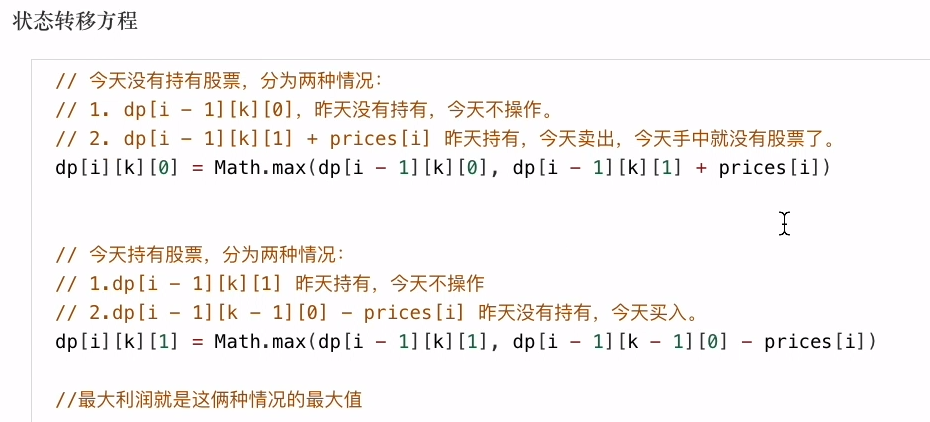 状态转移方程
// 今天没有持有股票，分为两种情况：
// 1. dp[i - 1][k][0]，昨天没有持有，今天不操作。
// 2. dp[i - 1][k][1] + prices[i] 昨天持有，今天卖出，今天手中就没有股票了。
dp[i][k][0] = Math.max(dp[i - 1][k][0], dp[i - 1][k][1] + prices[i])
// 今天持有股票，分为两种情况：
// 1.dp[i - 1][k][1] 昨天持有，今天不操作
// 2.dp[i - 1][k - 1][0] - prices[i] 昨天没有持有，今天买入。
dp[i][k][1] = Math.max(dp[i - 1][k][1], dp[i - 1][k - 1][0] - prices[i])
//最大利润就是这俩种情况的最大值